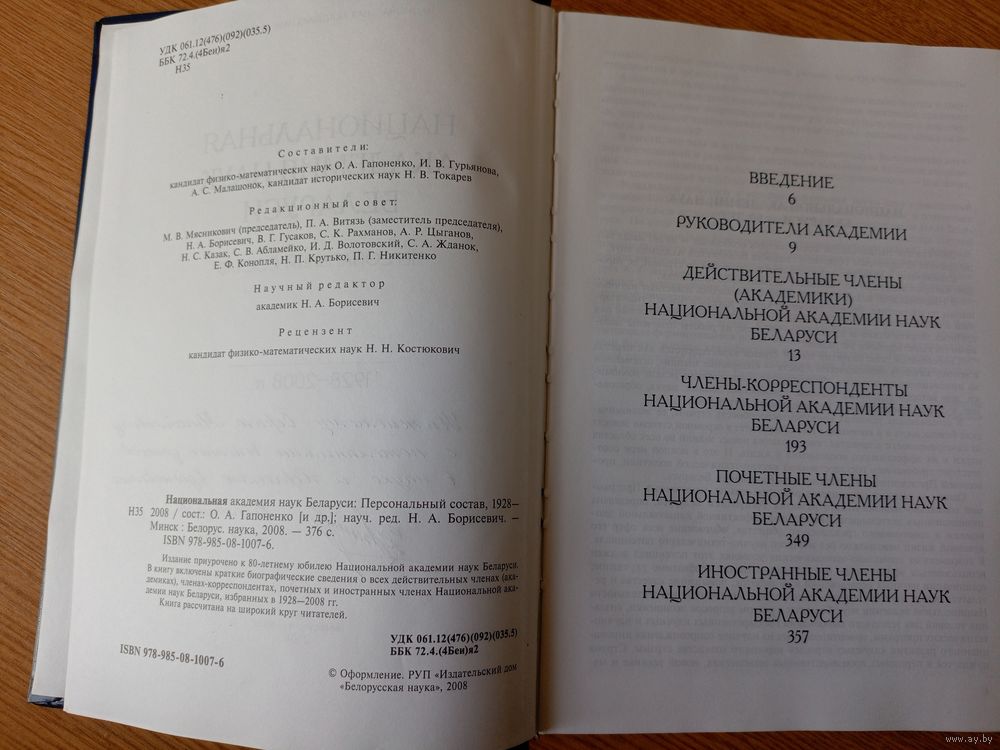 УДК 061.12(476)(092)(035.5)
ББК 72.4.(4Беи)я2
Н35
Составители:
кандидат физико-математических наук О. А. Гапоненко, И. В. Гурьянова,
А. С. Малашонок, кандидат исторических наук Н. В. Токарев
Редакционный совет:
М. В. Мясникович (председатель), П. А. Витязь (заместитель председателя),
Н. А. Борисевич, В. Г. Гусаков, С. К. Рахманов, А. Р. Цыганов,
Н. С. Казак, С. В. Абламейко, И. Д. Волотовский, С. А. Жданок,
Е. Ф. Конопля, Н. П. Крутько, П. Г. Никитенко
Научный редактор
академик Н. А. Борисевич
Рецензент
кандидат физико-математических наук Н. Н. Костюкович
Национальная академия наук Беларуси: Персональный состав, 1928–
Н35 2008 / сост.: О. А. Гапоненко [и др.]; науч. ред. Н. А. Борисевич. –
Минск : Белорус. наука, 2008. — 376 с.
ISBN 978-985-08-1007-6.
Издание приурочено к 80-летнему юбилею Национальной академии наук Беларуси.
В книгу включены краткие биографические сведения о всех действительных членах (ака-
демиках), членах-корреспондентах, почетных и иностранных членах Национальной ака-
демии наук Беларуси, избранных в 1928—2008 гг.
Книга рассчитана на широкий круг читателей.
УДК 061.12(476)(092)(035.5)
ББК 72.4.(4Беи)я2
ISBN 978-985-08-1007-6
© Оформление. РУП «Издательский дом
«Белорусская наука», 2008
ВВЕДЕНИЕ
6
РУКОВОДИТЕЛИ АКАДЕМИИ
9
ДЕЙСТВИТЕЛЬНЫЕ ЧЛЕНЫ
(АКАДЕМИКИ)
НАЦИОНАЛЬНОЙ АКАДЕМИИ НАУК
БЕЛАРУСИ
13
ЧЛЕНЫ-КОРРЕСПОНДЕНТЫ
НАЦИОНАЛЬНОЙ АКАДЕМИИ НАУК
БЕЛАРУСИ
193
ПОЧЕТНЫЕ ЧЛЕНЫ
НАЦИОНАЛЬНОЙ АКАДЕМИИ НАУК
БЕЛАРУСИ
349
ИНОСТРАННЫЕ ЧЛЕНЫ
НАЦИОНАЛЬНОЙ АКАДЕМИИ НАУК
БЕЛАРУСИ
357
www.ay.by